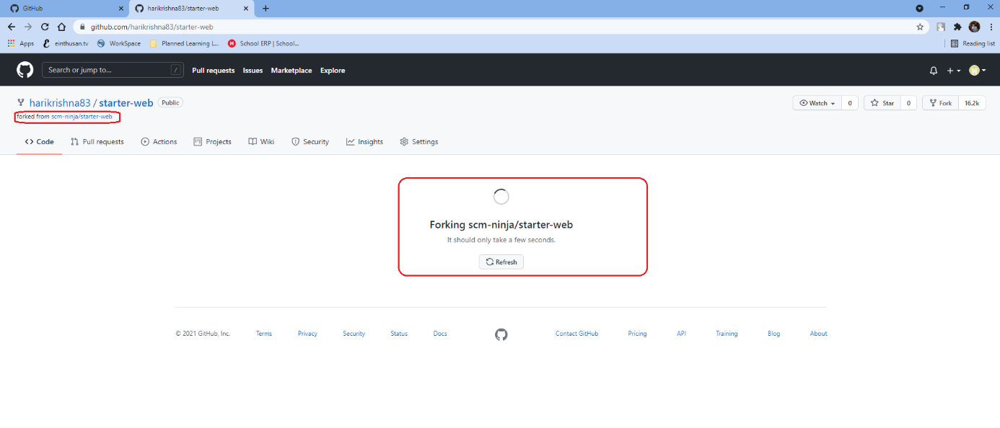 GitHub
harikrishna83/starter-web
github.com/harikrishna83/starter-web
Apps einthusan.tv WorkSpace Planned Learning L... School ERP | School... Reading list
Search or jump to... / Pull requests Issues Marketplace Explore
harikrishna83 / starter-web Public Watch 0 Star 0 Fork 16.2k
forked from scm-ninja/starter-web
Code Pull requests Actions Projects Wiki Security Insights Settings
Forking scm-ninja/starter-web
It should only take a few seconds.
Refresh
© 2021 GitHub, Inc. Terms Privacy Security Status Docs Contact GitHub Pricing API Training Blog About